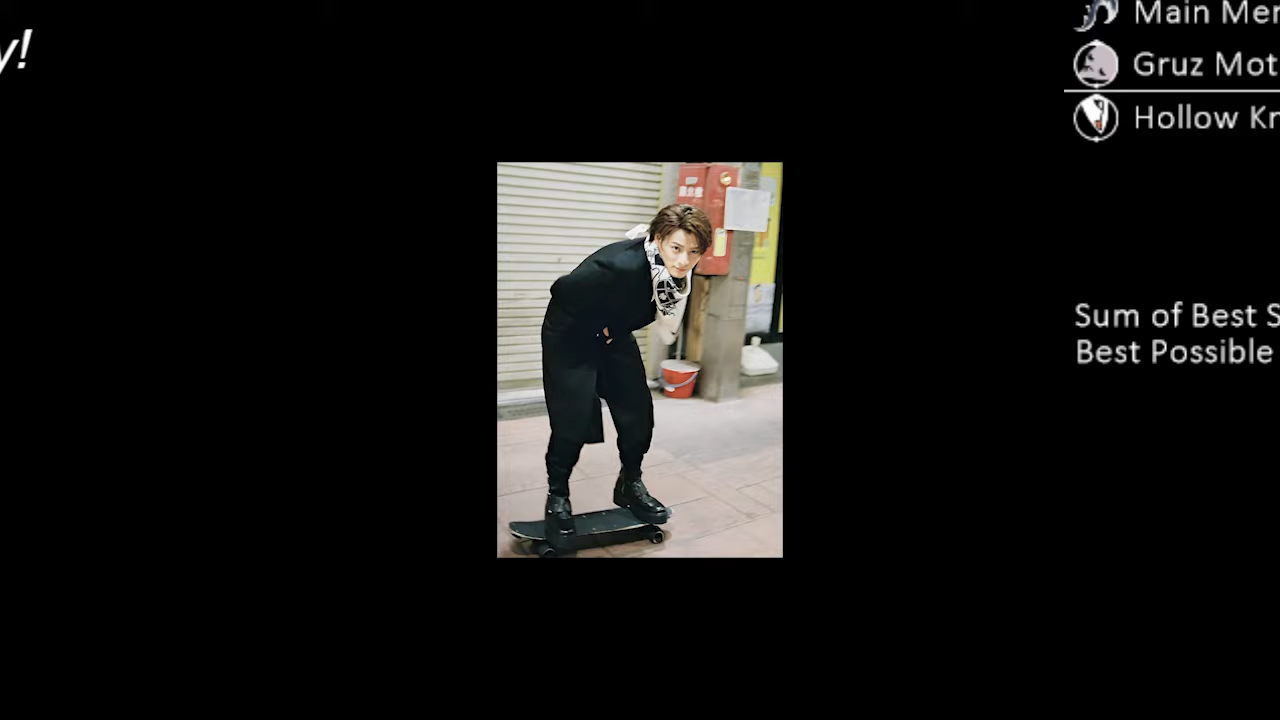 y!
Main Mer
Gruz Mot
Hollow Kr
Sum of Best S
Best Possible